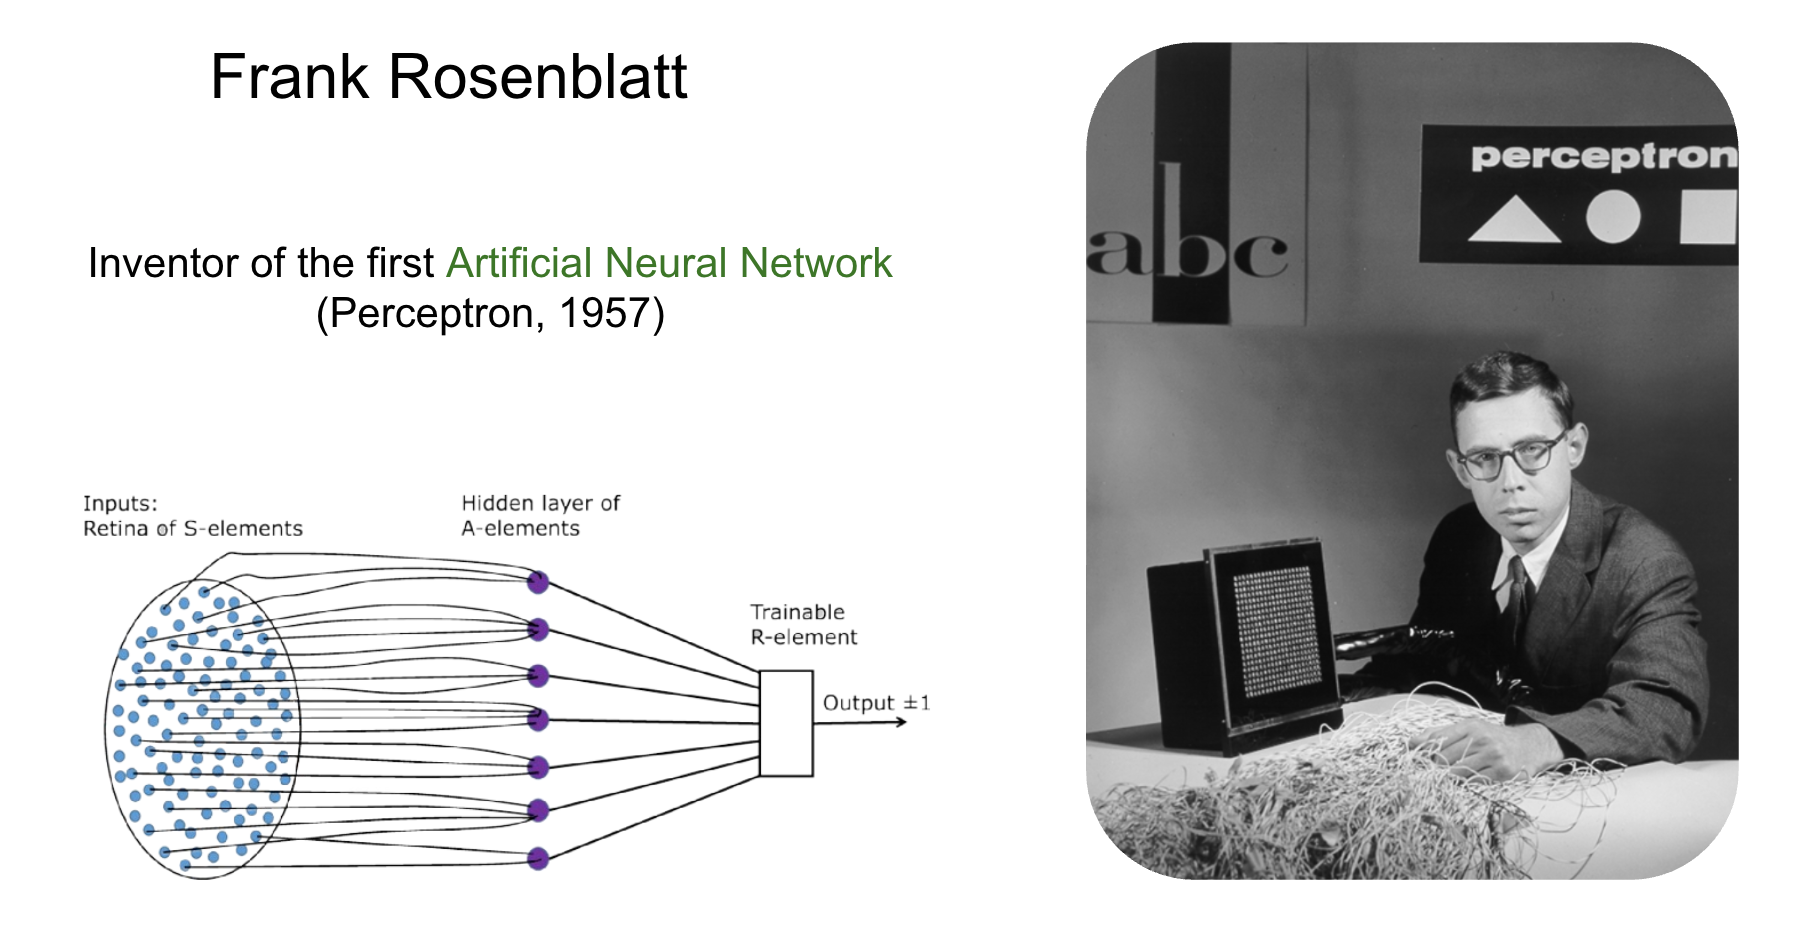 Frank Rosenblatt
Inventor of the first Artificial Neural Network
(Perceptron, 1957)
Inputs:
Retina of S-elements
Hidden layer of
A-elements
Trainable
R-element
Output ±1
abc
perceptron